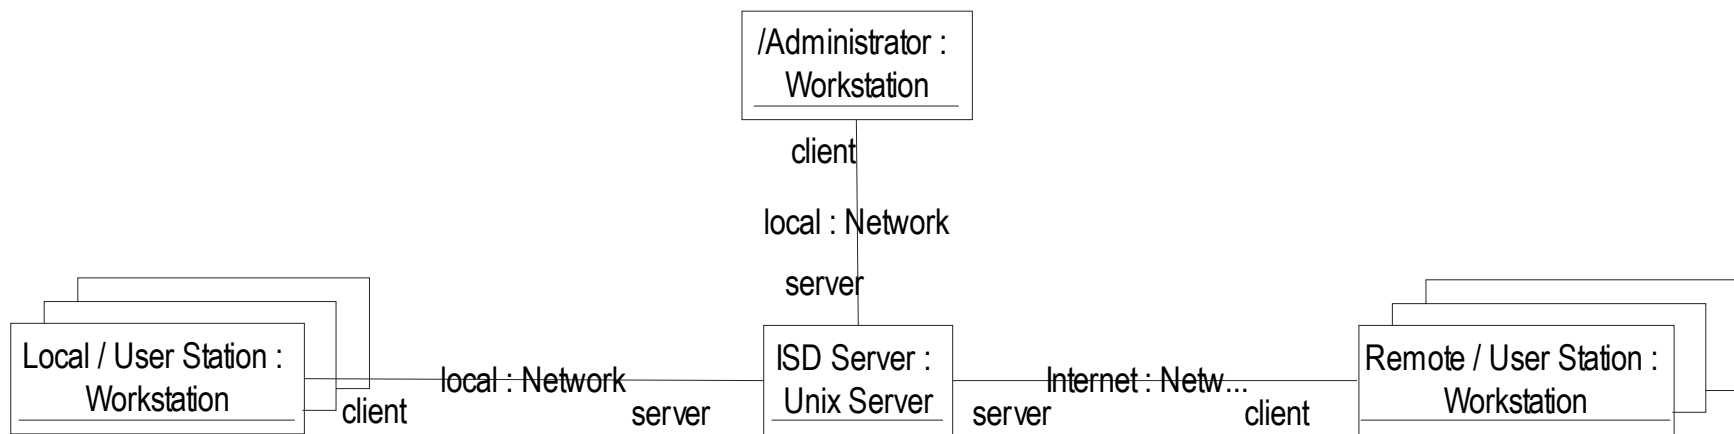 /Administrator :
Workstation
client
local : Network
server
Local / User Station :
Workstation
client
local : Network
server
ISD Server :
Unix Server
server
Internet : Netw...
client
Remote / User Station :
Workstation